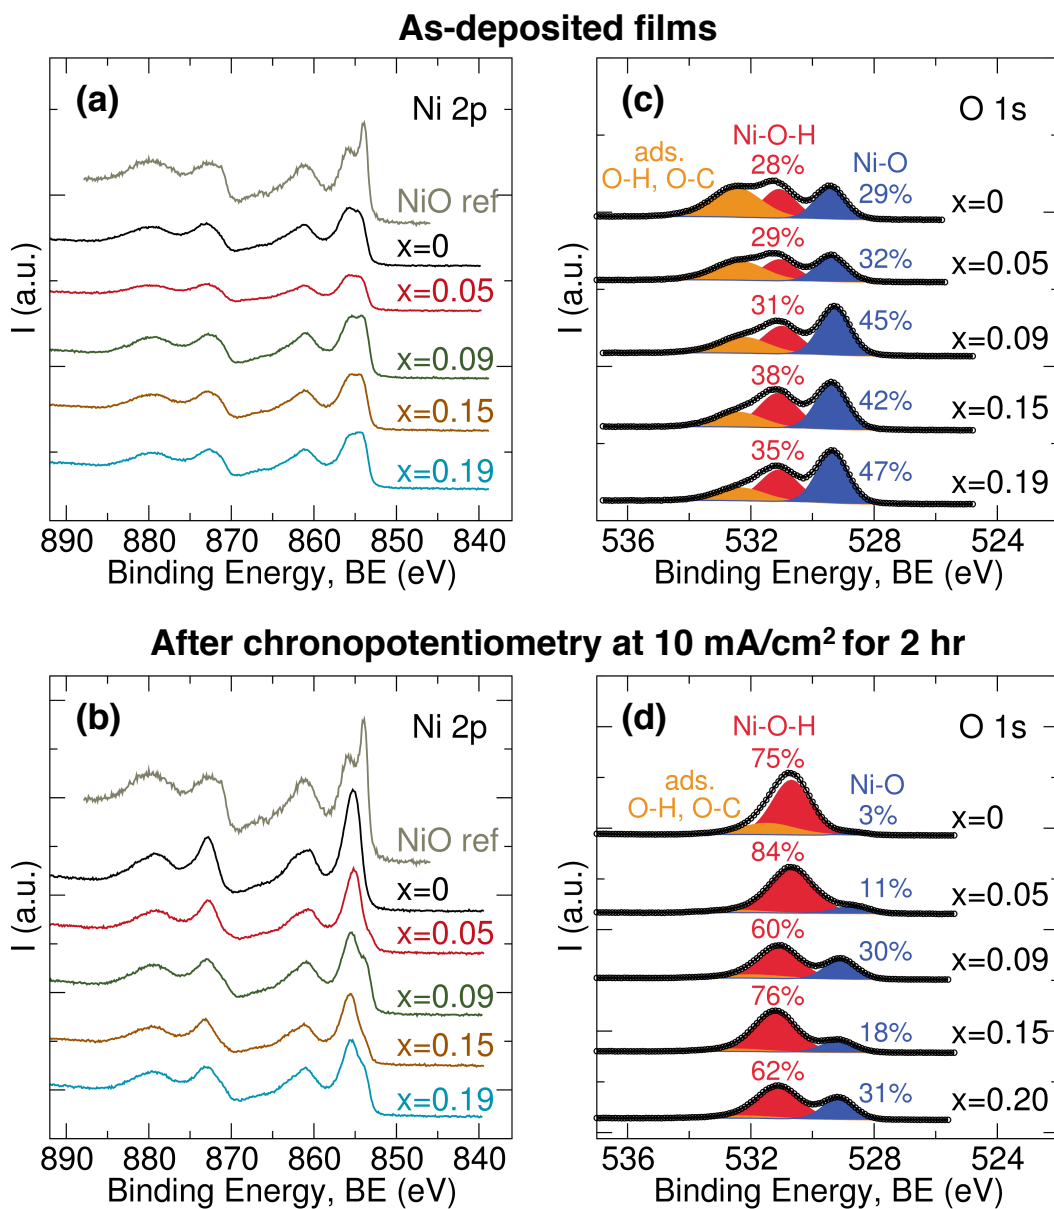 As-deposited films
(a)
Ni 2p
NiO ref
x=0
x=0.05
x=0.09
x=0.15
x=0.19
I (a.u.)
890 880 870 860 850 840
Binding Energy, BE (eV)
(c)
O 1s
ads.
O-H, O-C
Ni-O-H
28%
Ni-O
29%
x=0
29%
32%
x=0.05
31%
45%
x=0.09
38%
42%
x=0.15
35%
47%
x=0.19
I (a.u.)
536 532 528 524
Binding Energy, BE (eV)
After chronopotentiometry at 10 mA/cm² for 2 hr
(b)
Ni 2p
NiO ref
x=0
x=0.05
x=0.09
x=0.15
x=0.19
I (a.u.)
890 880 870 860 850 840
Binding Energy, BE (eV)
(d)
O 1s
Ni-O-H
75%
ads.
O-H, O-C
Ni-O
3%
x=0
84%
11%
x=0.05
60%
30%
x=0.09
76%
18%
x=0.15
62%
31%
x=0.20
I (a.u.)
536 532 528 524
Binding Energy, BE (eV)